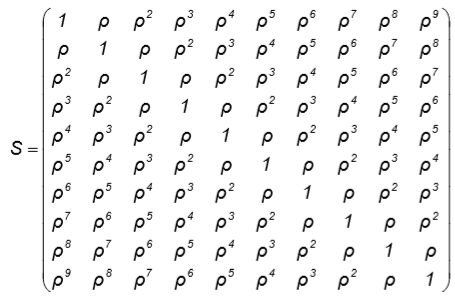 1 ρ ρ² ρ³ ρ⁴ ρ⁵ ρ⁶ ρ⁷ ρ⁸ ρ⁹
ρ 1 ρ ρ² ρ³ ρ⁴ ρ⁵ ρ⁶ ρ⁷ ρ⁸
ρ² ρ 1 ρ ρ² ρ³ ρ⁴ ρ⁵ ρ⁶ ρ⁷
ρ³ ρ² ρ 1 ρ ρ² ρ³ ρ⁴ ρ⁵ ρ⁶
ρ⁴ ρ³ ρ² ρ 1 ρ ρ² ρ³ ρ⁴ ρ⁵
S = ρ⁵ ρ⁴ ρ³ ρ² ρ 1 ρ ρ² ρ³ ρ⁴
ρ⁶ ρ⁵ ρ⁴ ρ³ ρ² ρ 1 ρ ρ² ρ³
ρ⁷ ρ⁶ ρ⁵ ρ⁴ ρ³ ρ² ρ 1 ρ ρ²
ρ⁸ ρ⁷ ρ⁶ ρ⁵ ρ⁴ ρ³ ρ² ρ 1 ρ
ρ⁹ ρ⁸ ρ⁷ ρ⁶ ρ⁵ ρ⁴ ρ³ ρ² ρ 1